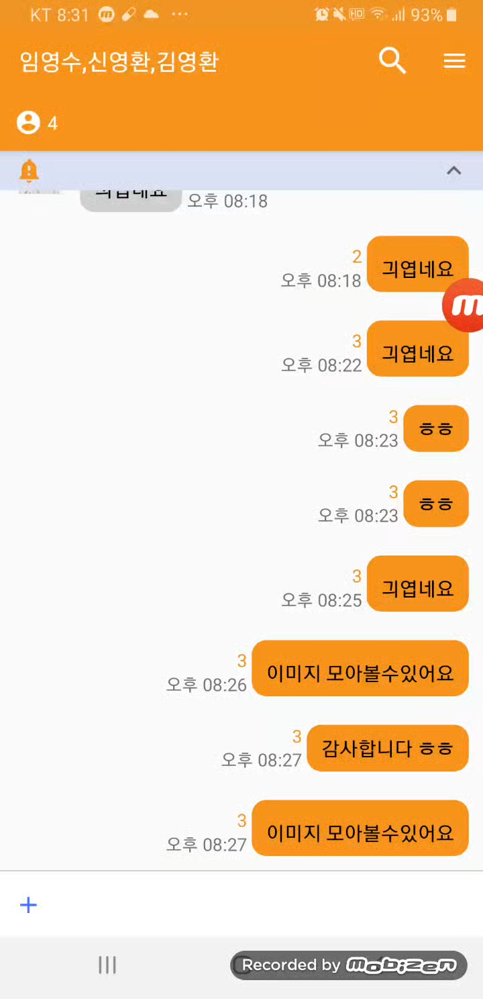 KT 8:31
93%
임영수,신영환,김영환
4
오후 08:18
2
오후 08:18
긔엽네요
3
오후 08:22
긔엽네요
3
오후 08:23
ㅎㅎ
3
오후 08:23
ㅎㅎ
3
오후 08:25
긔엽네요
3
오후 08:26
이미지 모아볼수있어요
3
오후 08:27
감사합니다 ㅎㅎ
3
오후 08:27
이미지 모아볼수있어요
Recorded by mobizen